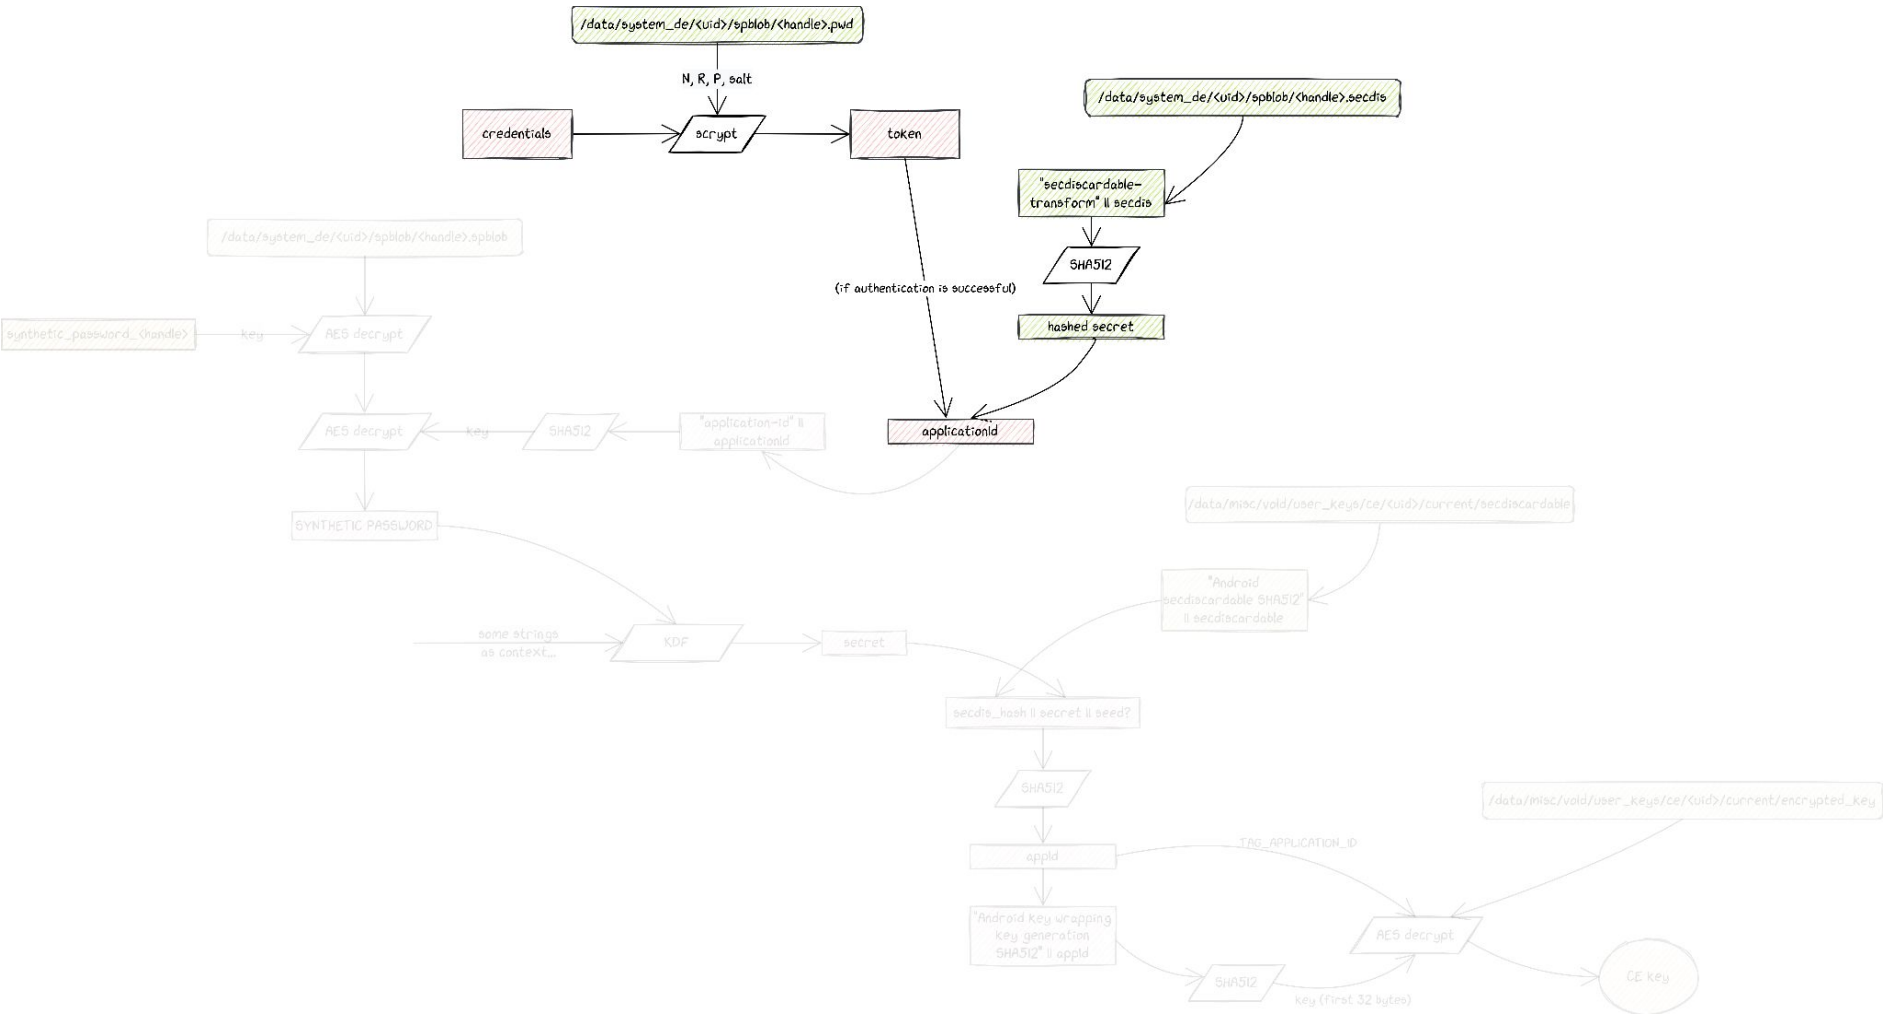 /data/system_de/<uid>/spblob/<handle>.pwd
N, R, P, salt
/data/system_de/<uid>/spblob/<handle>.secdis
credentials
scrypt
token
"secdiscardable-
transform" || secdis
/data/system_de/<uid>/spblob/<handle>.spblob
SHA512
(if authentication is successful)
hashed secret
synthetic_password_<handle>
key
AES decrypt
AES decrypt
key
SHA512
"application-id" ||
applicationId
applicationId
/data/misc/vold/user_keys/ce/<uid>/current/secdiscardable
SYNTHETIC PASSWORD
"Android
secdiscardable SHA512"
|| secdiscardable
some strings
as context...
KDF
secret
secdis_hash || secret || seed?
SHA512
/data/misc/vold/user_keys/ce/<uid>/current/encrypted_key
TAG_APPLICATION_ID
appId
"Android key wrapping
key generation
SHA512" || appId
AES decrypt
SHA512
key (first 32 bytes)
CE key